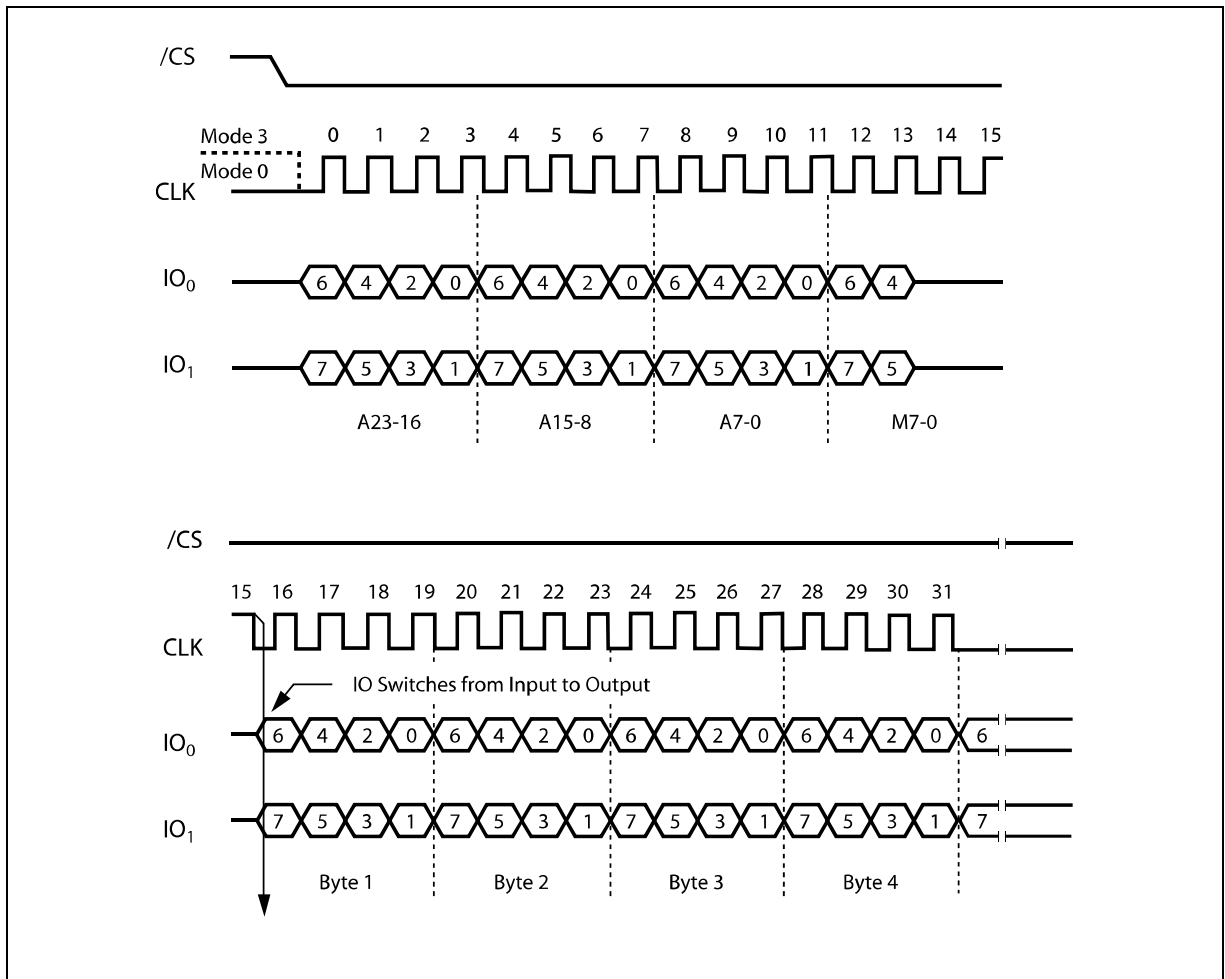 /CS
Mode 3
0 1 2 3 4 5 6 7 8 9 10 11 12 13 14 15
Mode 0
CLK
IO0
6 4 2 0 6 4 2 0 6 4 2 0 6 4
IO1
7 5 3 1 7 5 3 1 7 5 3 1 7 5
A23-16 A15-8 A7-0 M7-0
/CS
15 16 17 18 19 20 21 22 23 24 25 26 27 28 29 30 31
CLK
IO Switches from Input to Output
IO0
6 4 2 0 6 4 2 0 6 4 2 0 6 4 2 0 6
IO1
7 5 3 1 7 5 3 1 7 5 3 1 7 5 3 1 7
Byte 1 Byte 2 Byte 3 Byte 4